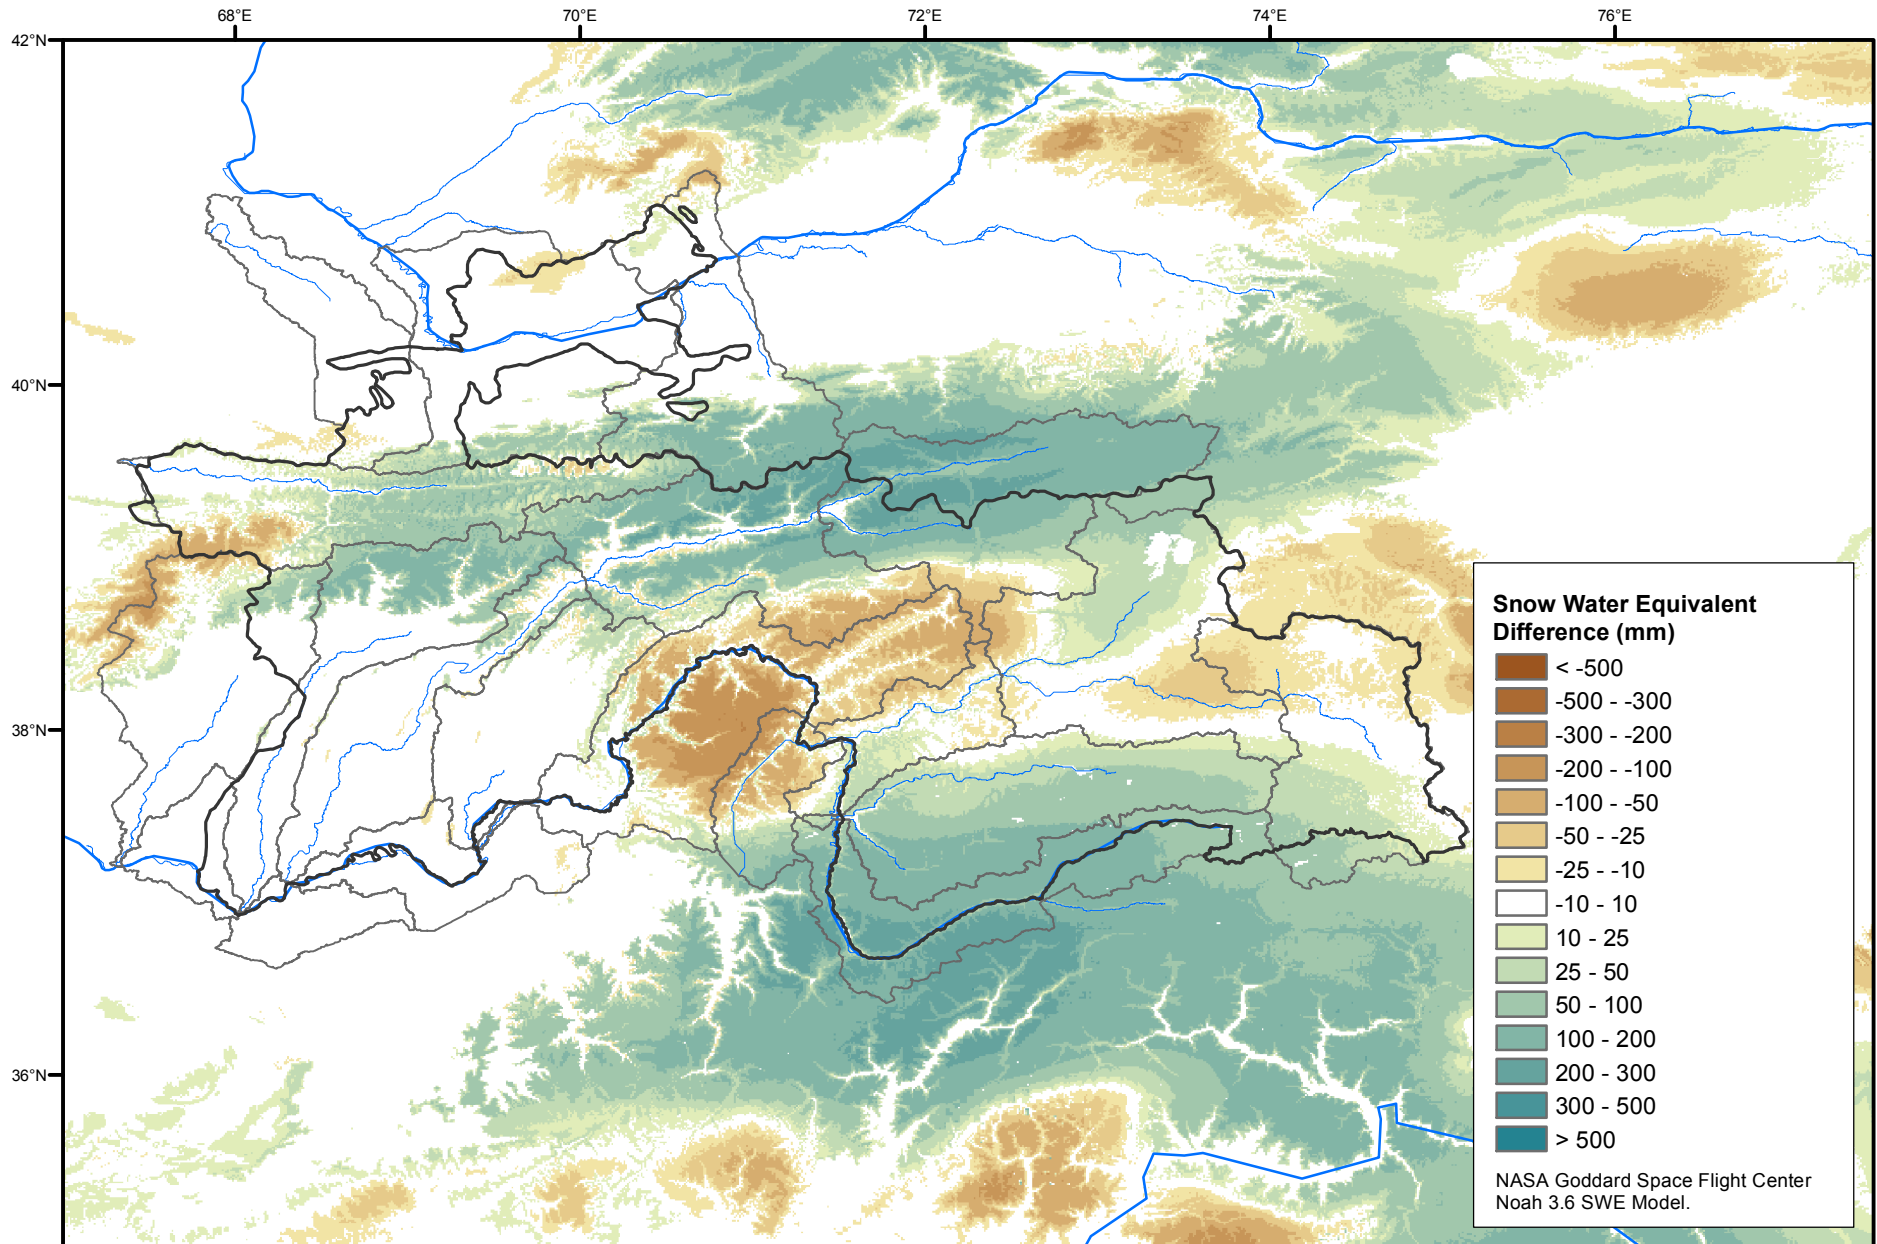 68°E 70°E 72°E 74°E 76°E
42°N
40°N
38°N
36°N
Snow Water Equivalent
Difference (mm)
< -500
-500 - -300
-300 - -200
-200 - -100
-100 - -50
-50 - -25
-25 - -10
-10 - 10
10 - 25
25 - 50
50 - 100
100 - 200
200 - 300
300 - 500
> 500
NASA Goddard Space Flight Center
Noah 3.6 SWE Model.